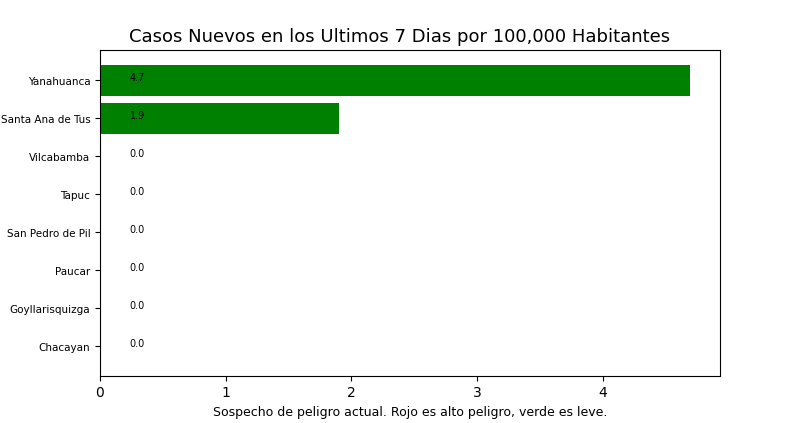 Casos Nuevos en los Ultimos 7 Dias por 100,000 Habitantes
Yanahuanca 4.7
Santa Ana de Tus 1.9
Vilcabamba 0.0
Tapuc 0.0
San Pedro de Pil 0.0
Paucar 0.0
Goyllarisquizga 0.0
Chacayan 0.0
0 1 2 3 4
Sospecho de peligro actual. Rojo es alto peligro, verde es leve.